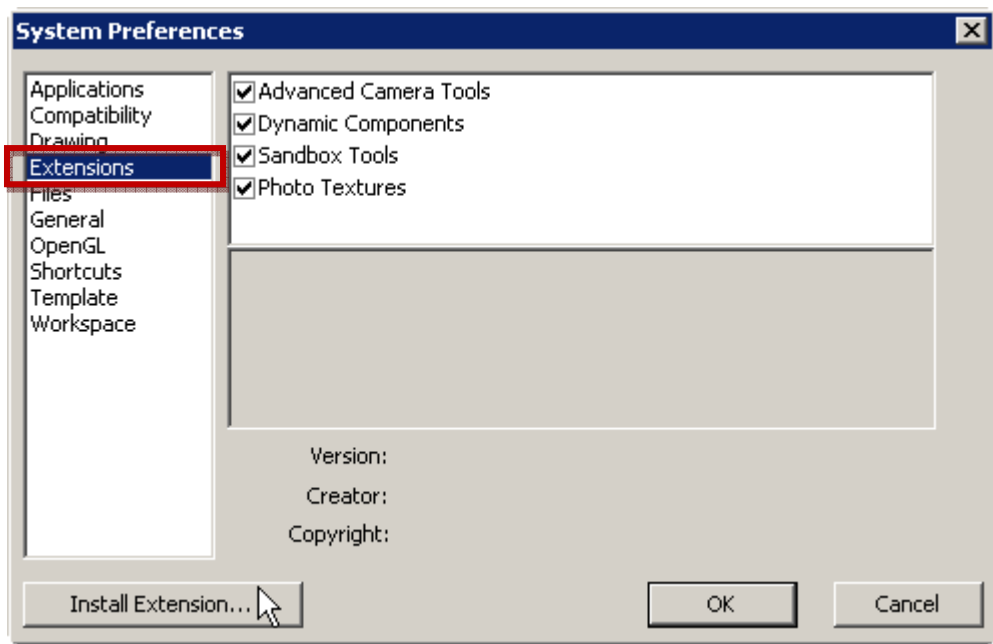 System Preferences
Applications
Compatibility
Drawing
Extensions
Files
General
OpenGL
Shortcuts
Template
Workspace
Advanced Camera Tools
Dynamic Components
Sandbox Tools
Photo Textures
Version:
Creator:
Copyright:
Install Extension...
OK
Cancel